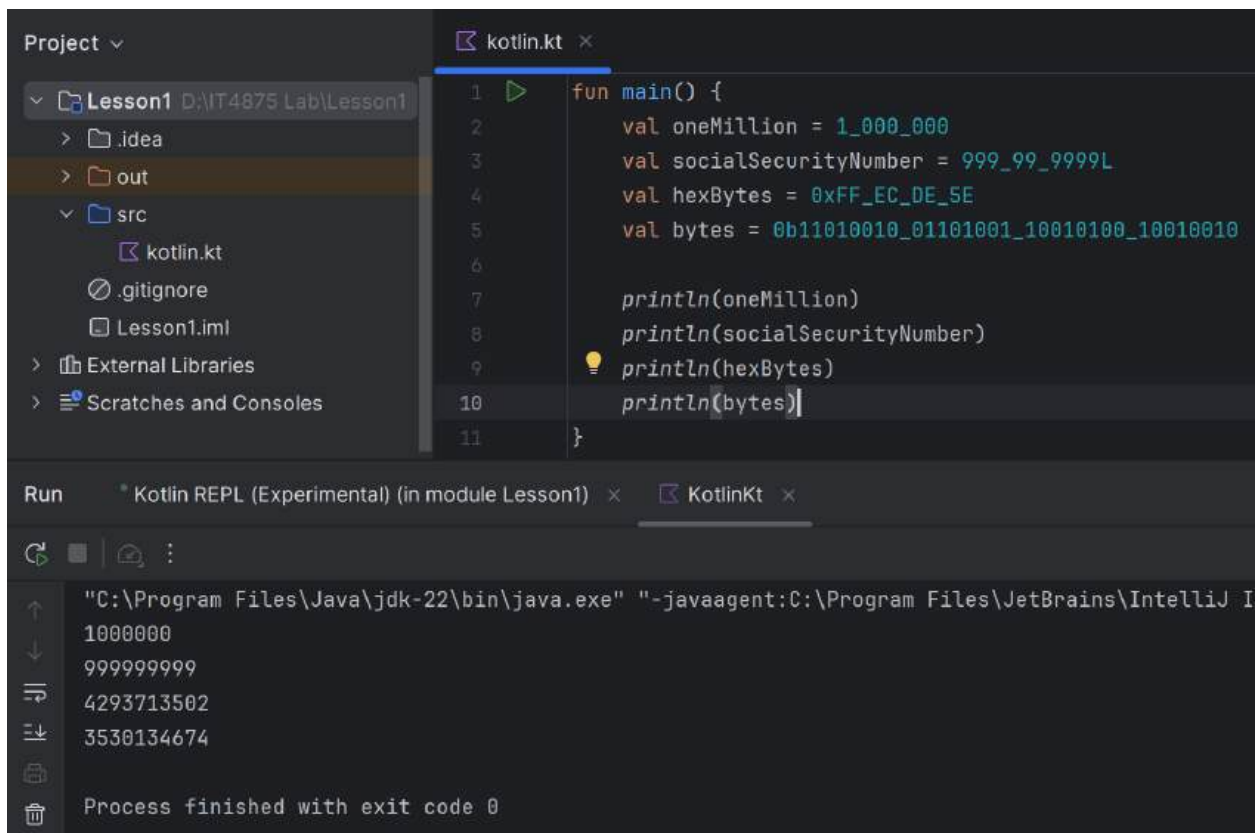 Project
Lesson1 D:\IT4875 Lab\Lesson1
.idea
out
src
kotlin.kt
.gitignore
Lesson1.iml
External Libraries
Scratches and Consoles
kotlin.kt
1 fun main() {
2 val oneMillion = 1_000_000
3 val socialSecurityNumber = 999_99_9999L
4 val hexBytes = 0xFF_EC_DE_5E
5 val bytes = 0b11010010_01101001_10010100_10010010
6
7 println(oneMillion)
8 println(socialSecurityNumber)
9 println(hexBytes)
10 println(bytes)
11 }
Run Kotlin REPL (Experimental) (in module Lesson1) KotlinKt
"C:\Program Files\Java\jdk-22\bin\java.exe" "-javaagent:C:\Program Files\JetBrains\IntelliJ I
1000000
999999999
4293713502
3530134674
Process finished with exit code 0